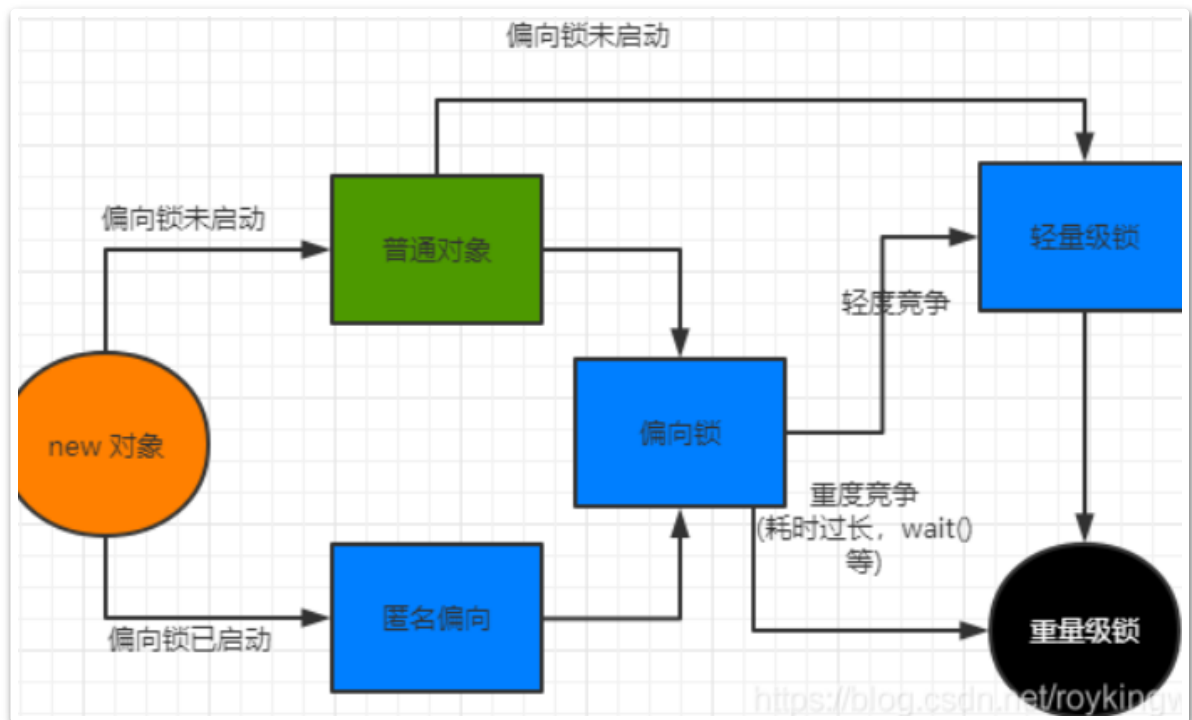 偏向锁未启动
偏向锁未启动
普通对象
轻量级锁
轻度竞争
new 对象
偏向锁
重度竞争
(耗时过长，wait()
等)
匿名偏向
偏向锁已启动
重量级锁
https://blog.csdn.net/roykingw